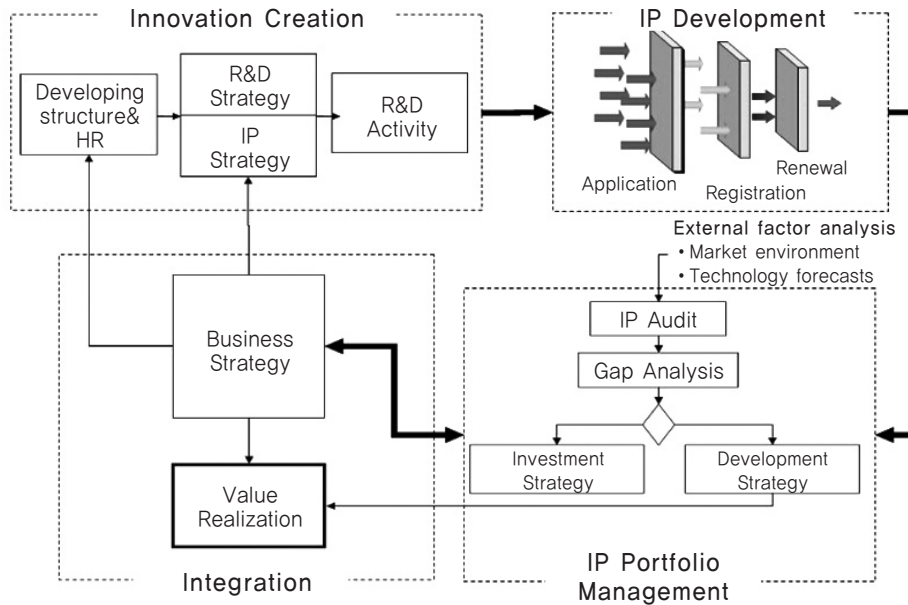 Innovation Creation
Developing
structure&
HR
R&D
Strategy
IP
Strategy
R&D
Activity
IP Development
Application
Registration
Renewal
External factor analysis
• Market environment
• Technology forecasts
Business
Strategy
Value
Realization
Integration
IP Audit
Gap Analysis
Investment
Strategy
Development
Strategy
IP Portfolio
Management